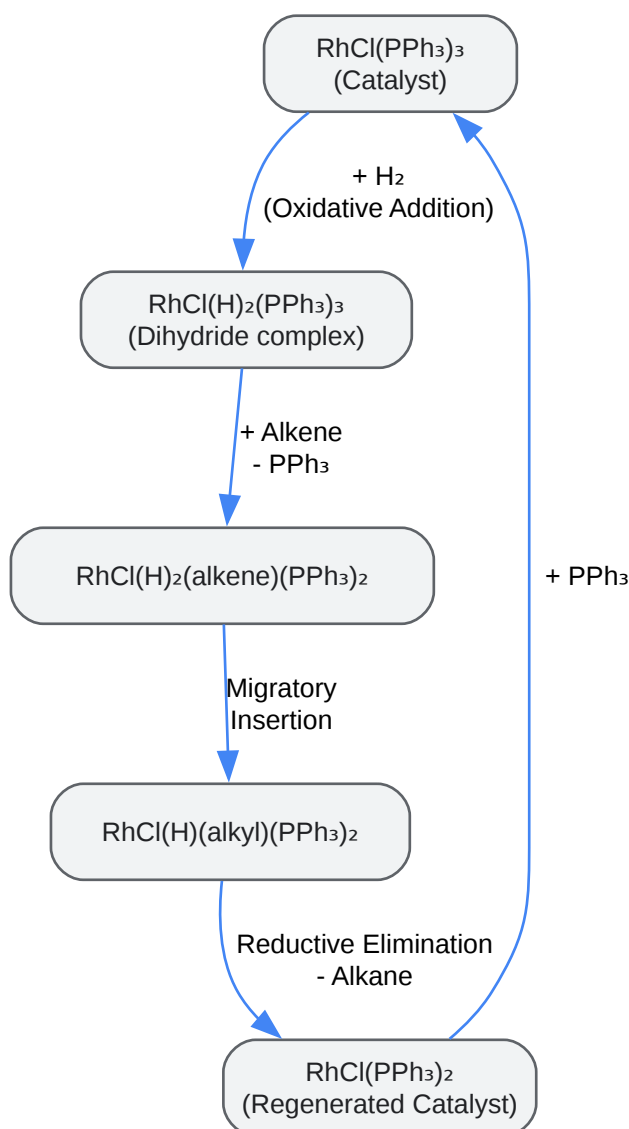 RhCl(PPh₃)₃
(Catalyst)
+ H₂
(Oxidative Addition)
RhCl(H)₂(PPh₃)₃
(Dihydride complex)
+ Alkene
- PPh₃
RhCl(H)₂(alkene)(PPh₃)₂
+ PPh₃
Migratory
Insertion
RhCl(H)(alkyl)(PPh₃)₂
Reductive Elimination
- Alkane
RhCl(PPh₃)₂
(Regenerated Catalyst)